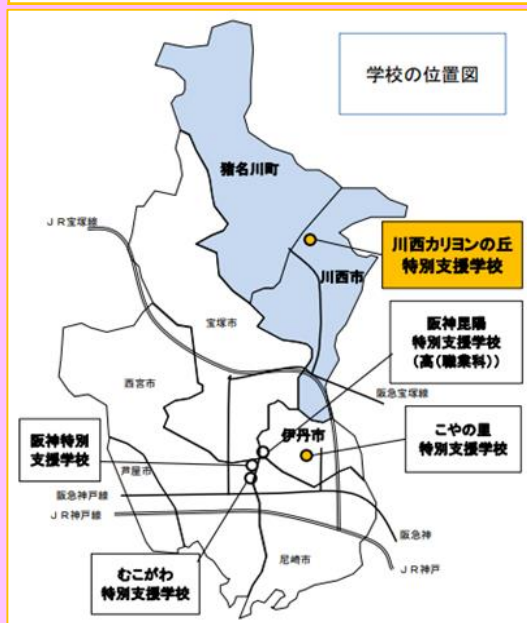 学校の位置図
猪名川町
JR宝塚線
川西カリヨンの丘
特別支援学校
川西市
阪神昆陽
特別支援学校
(高(職業科))
宝塚市
西宮市
阪急宝塚線
伊丹市
こやの里
特別支援学校
阪神特別
支援学校
芦屋市
阪急神戸線
JR神戸線
阪急神
尼崎市
むこがわ
特別支援学校
JR神戸